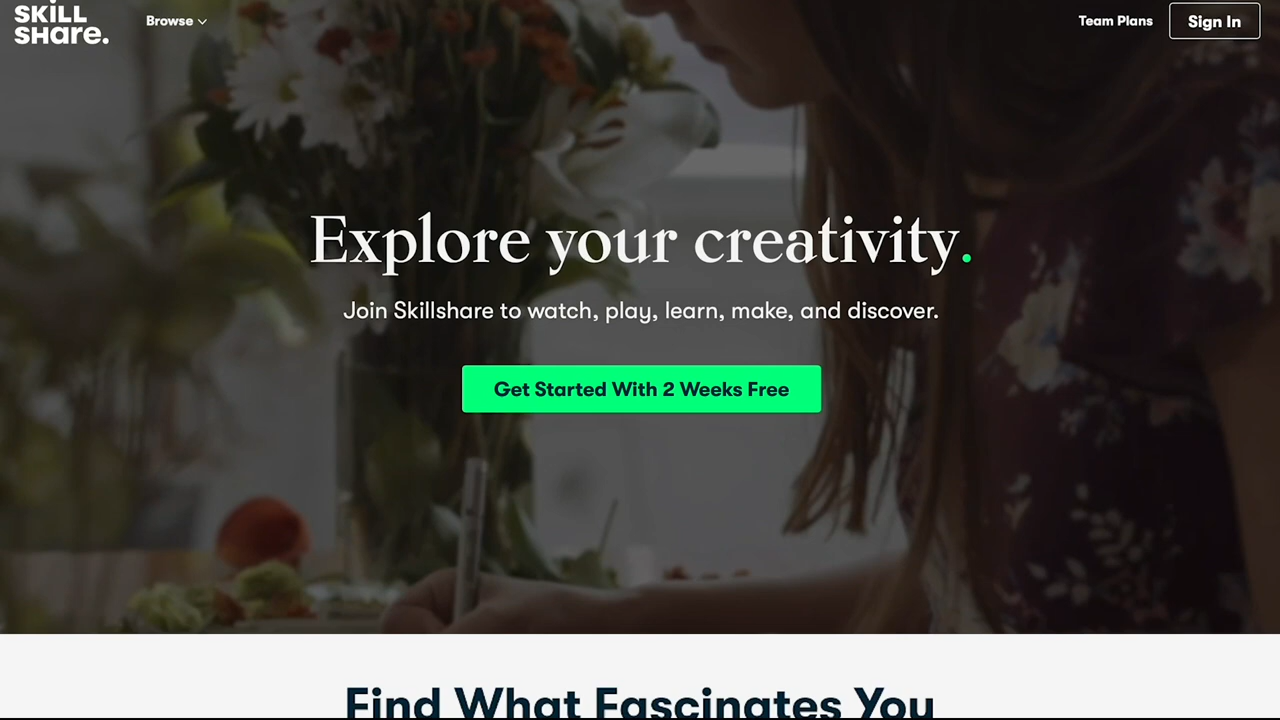 SKiLL
SHare.
Browse
Team Plans
Sign In
Explore your creativity.
Join Skillshare to watch, play, learn, make, and discover.
Get Started With 2 Weeks Free
Find What Fascinates You